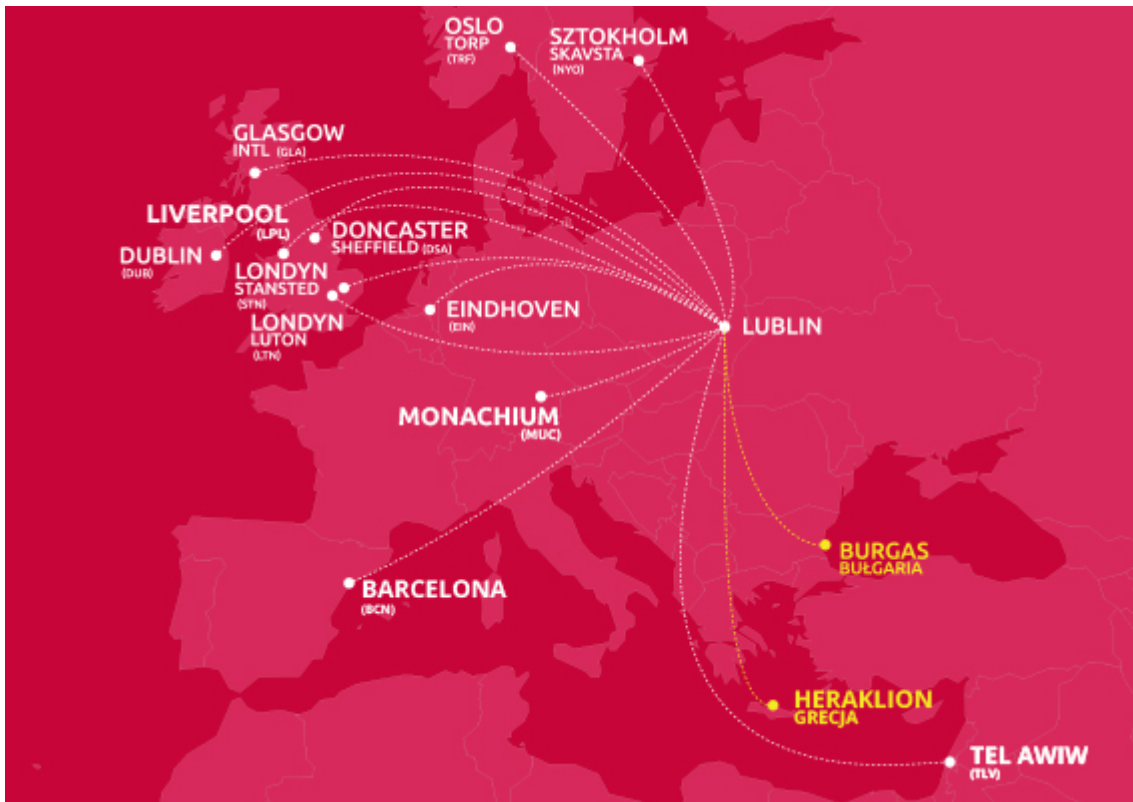 OSLO
TORP
(TRF)
SZTOKHOLM
SKAVSTA
(NYO)
GLASGOW
INTL (GLA)
LIVERPOOL
(LPL)
DONCASTER
SHEFFIELD (DSA)
DUBLIN
(DUB)
LONDYN
STANSTED
(STN)
EINDHOVEN
(EIN)
LONDYN
LUTON
(LTN)
LUBLIN
MONACHIUM
(MUC)
BURGAS
BUŁGARIA
BARCELONA
(BCN)
HERAKLION
GRECJA
TEL AWIW
(TLV)